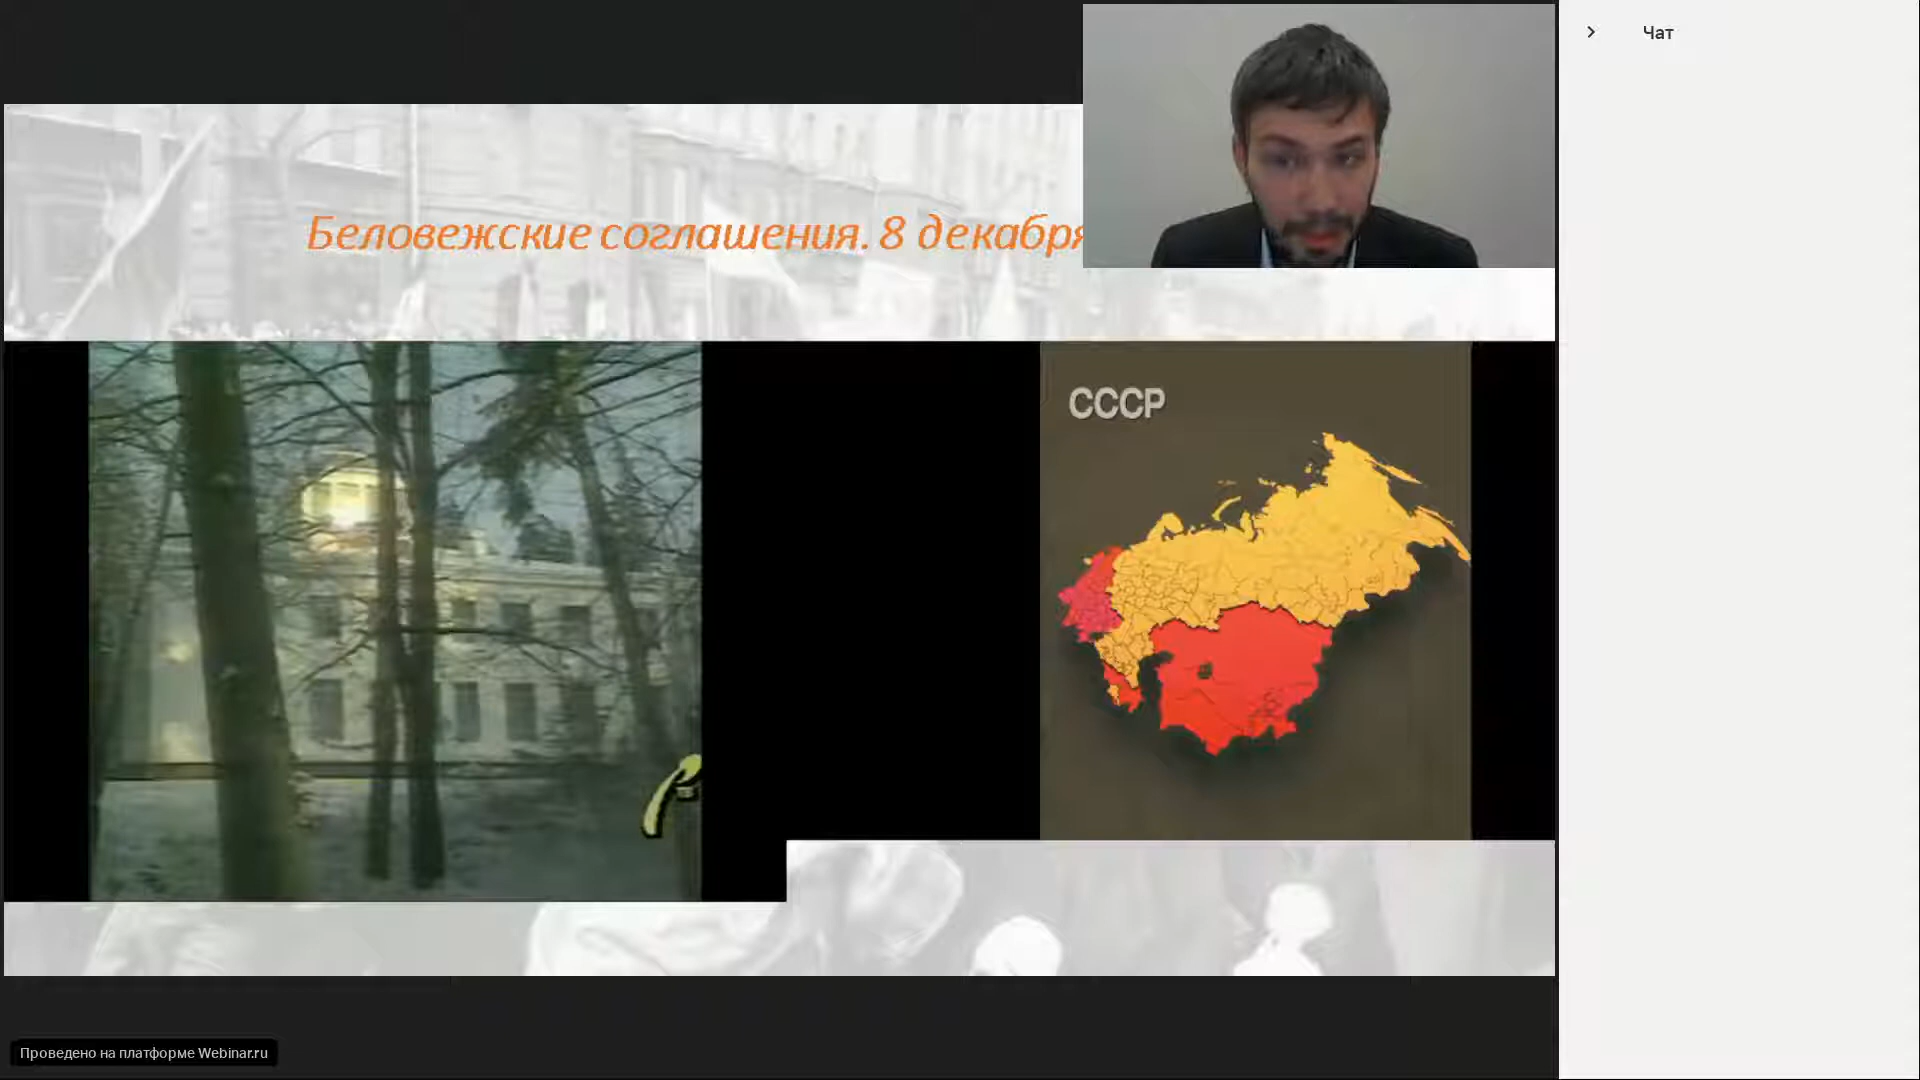 Чат
Беловежские соглашения. 8 декабря
СССР
Проведено на платформе Webinar.ru